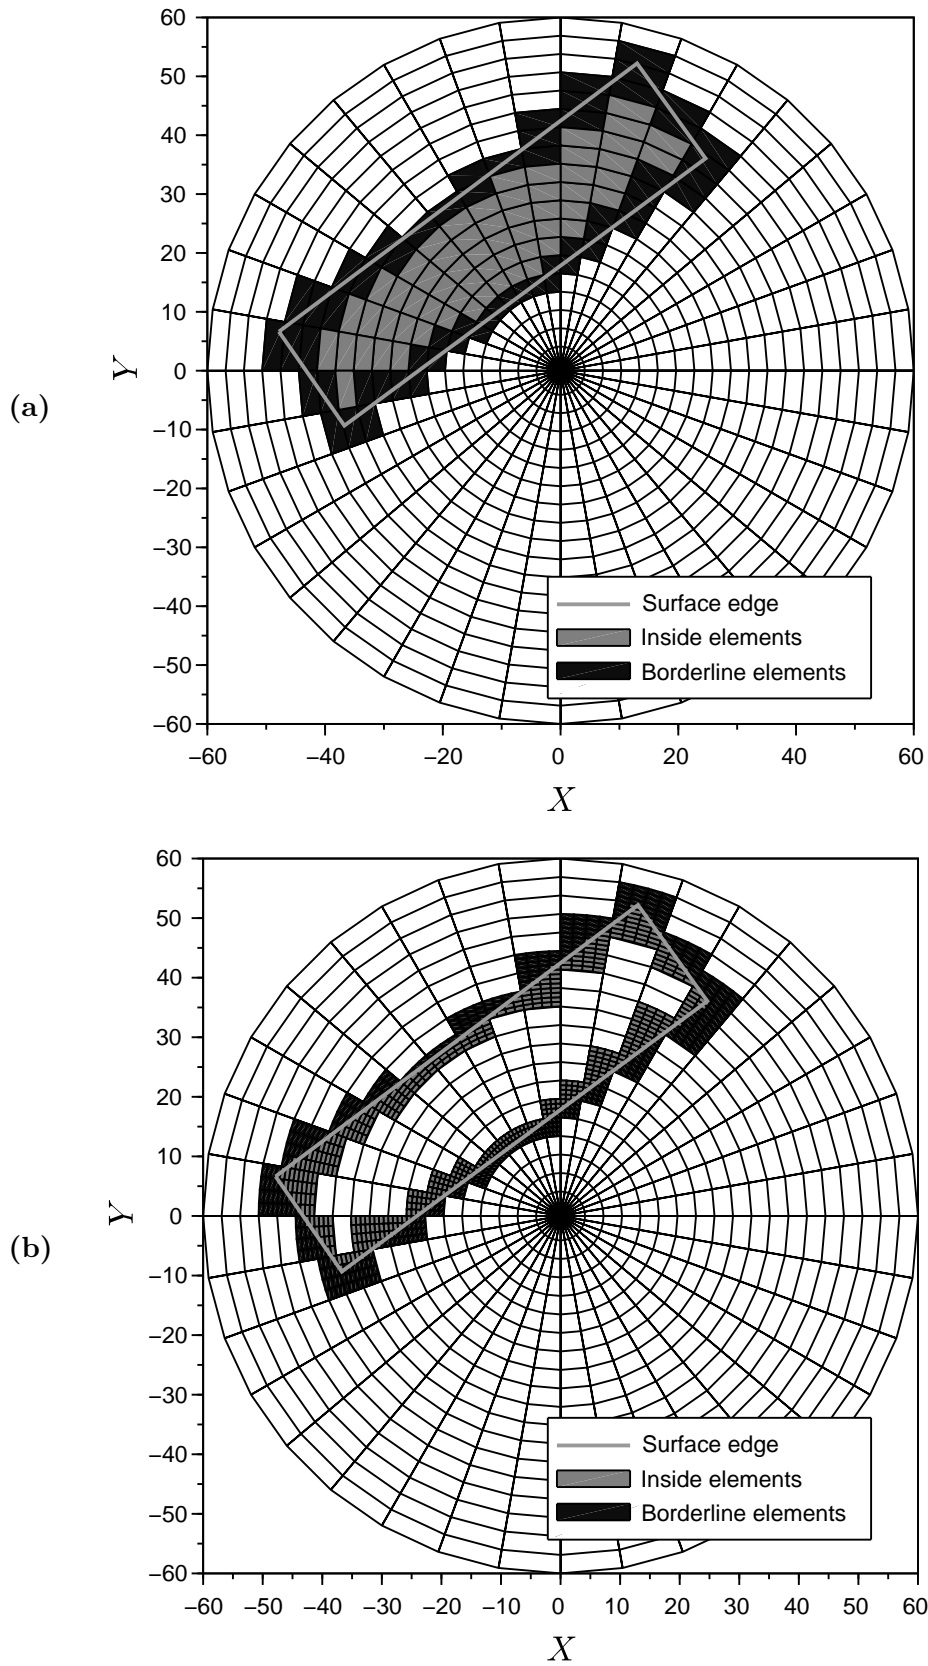 60
50
40
30
20
10
0
−10
−20
−30
−40
−50
−60
Y
(a)
Surface edge
Inside elements
Borderline elements
−60 −40 −20 0 20 40 60
X
60
50
40
30
20
10
0
−10
−20
−30
−40
−50
−60
Y
(b)
Surface edge
Inside elements
Borderline elements
−60 −50 −40 −30 −20 −10 0 10 20 30 40 50 60
X